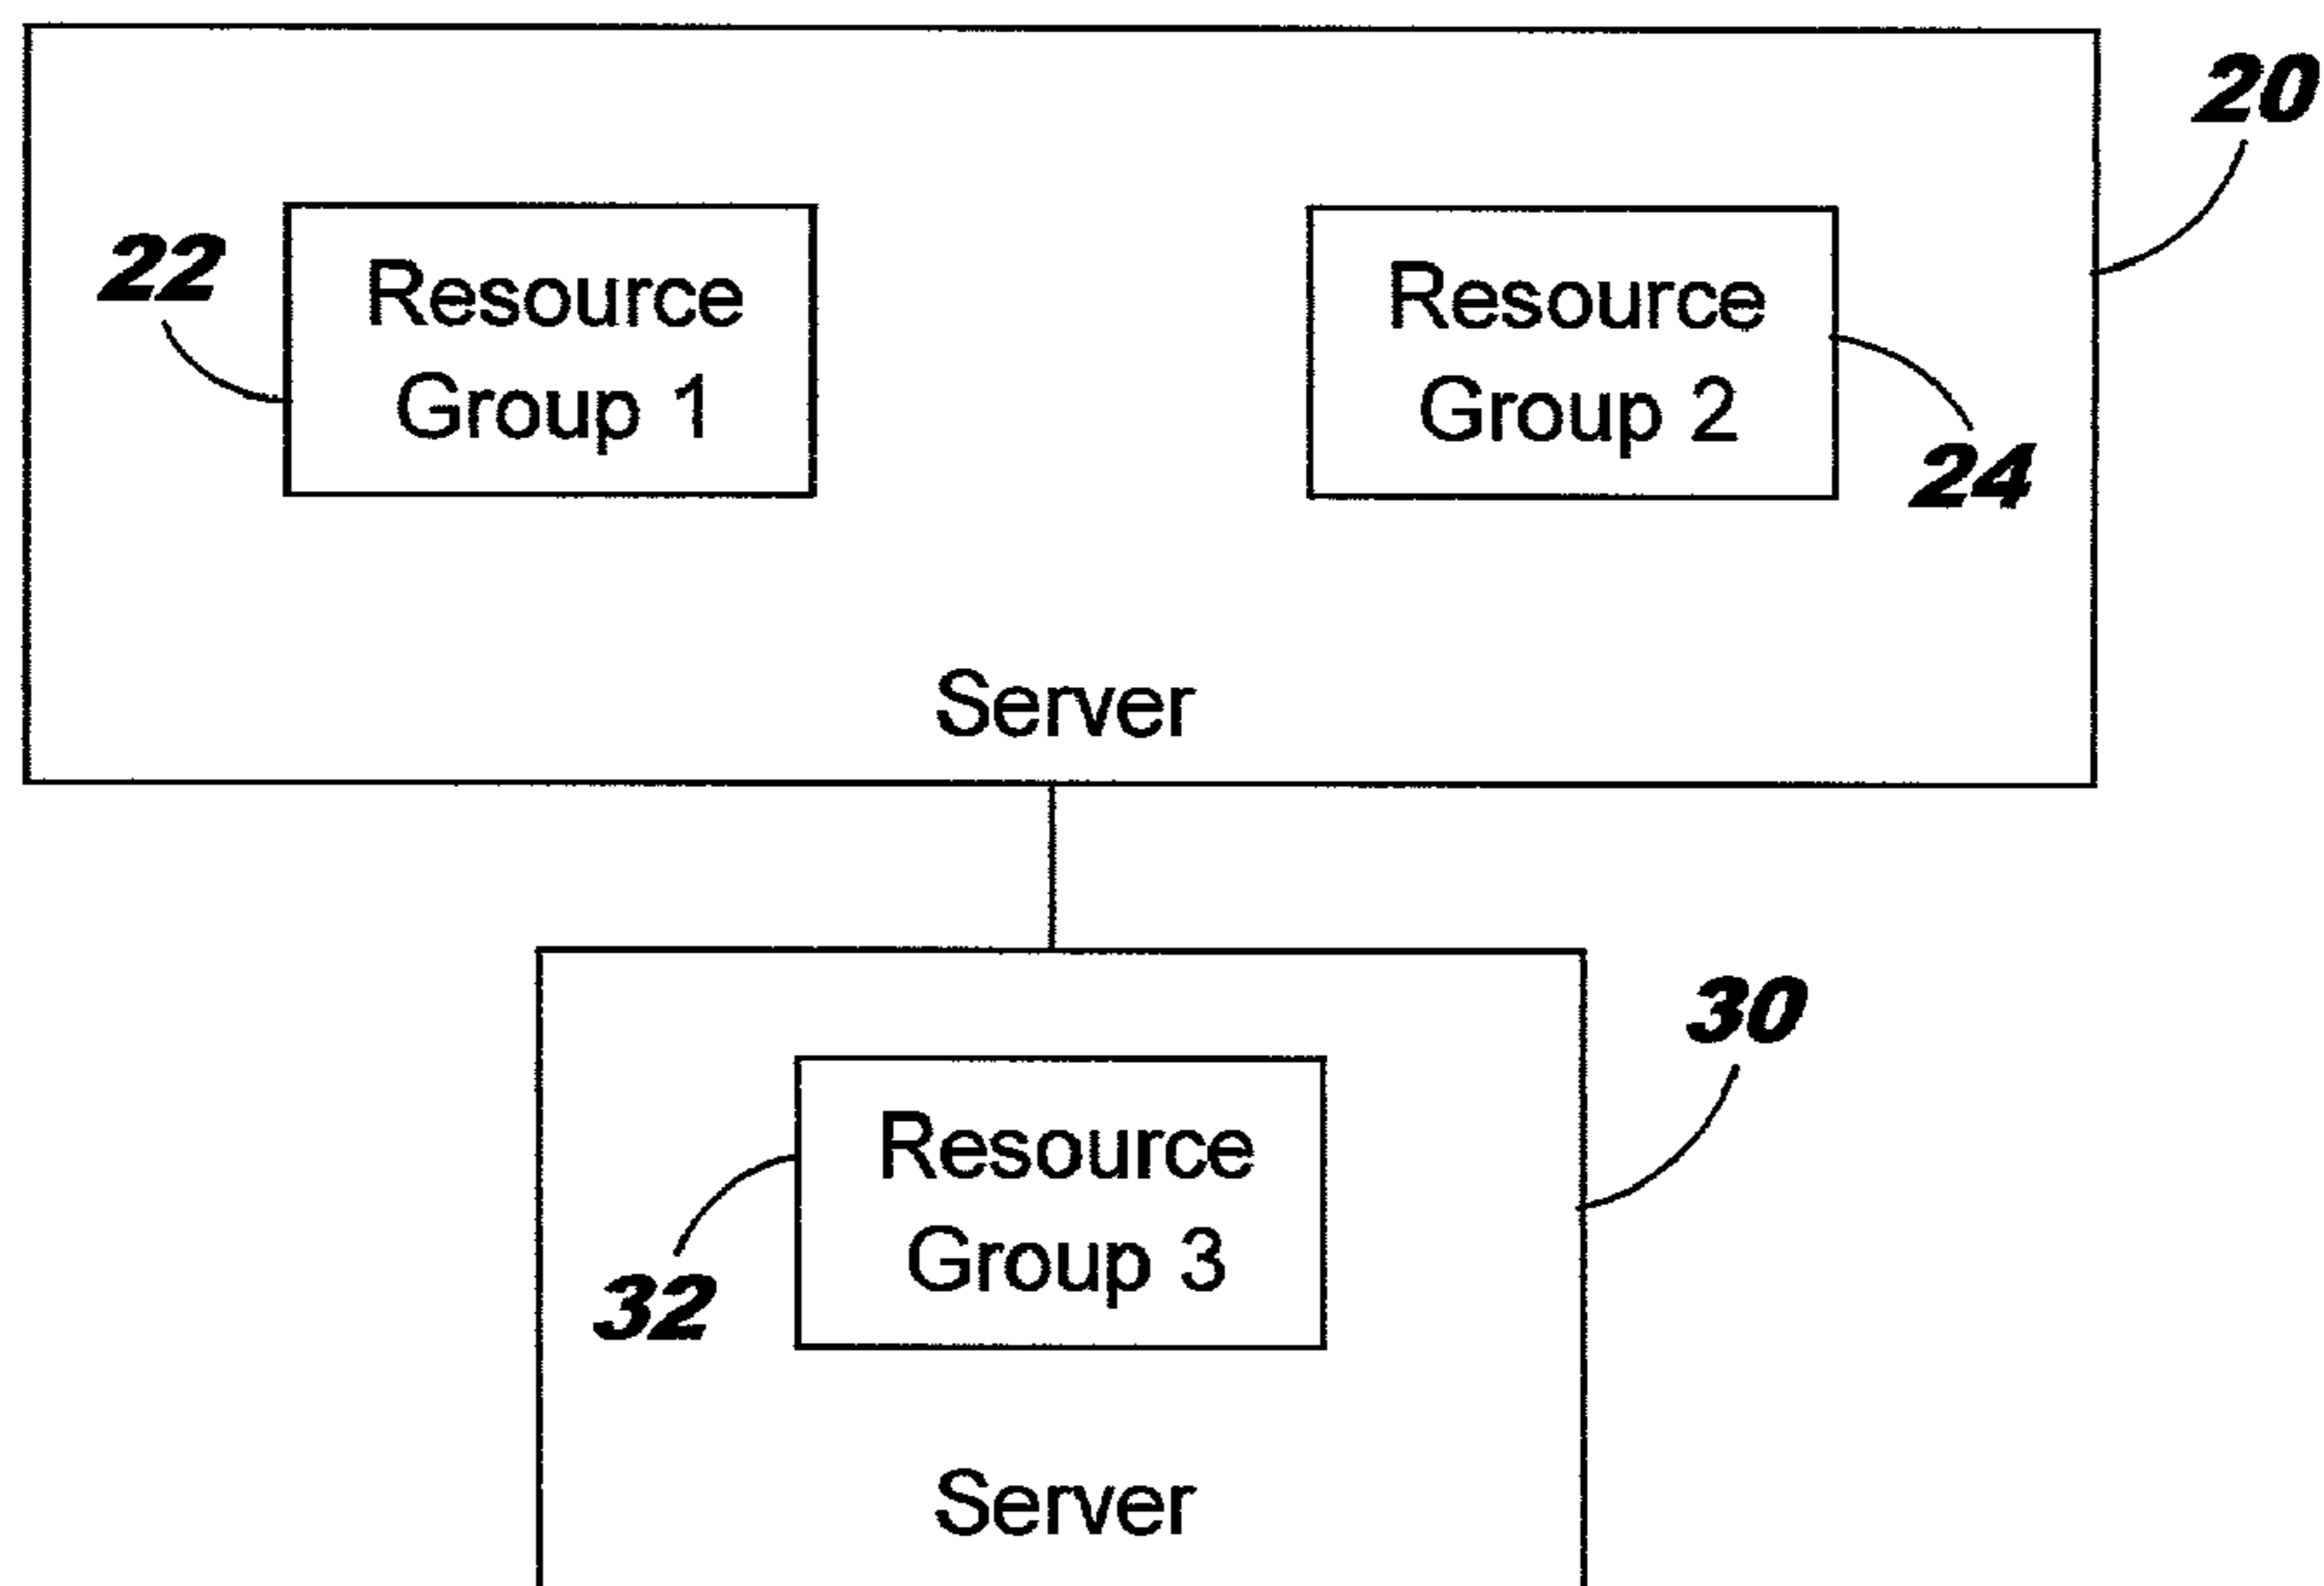 20
22
Resource
Group 1
Resource
Group 2
24
Server
30
Resource
Group 3
32
Server